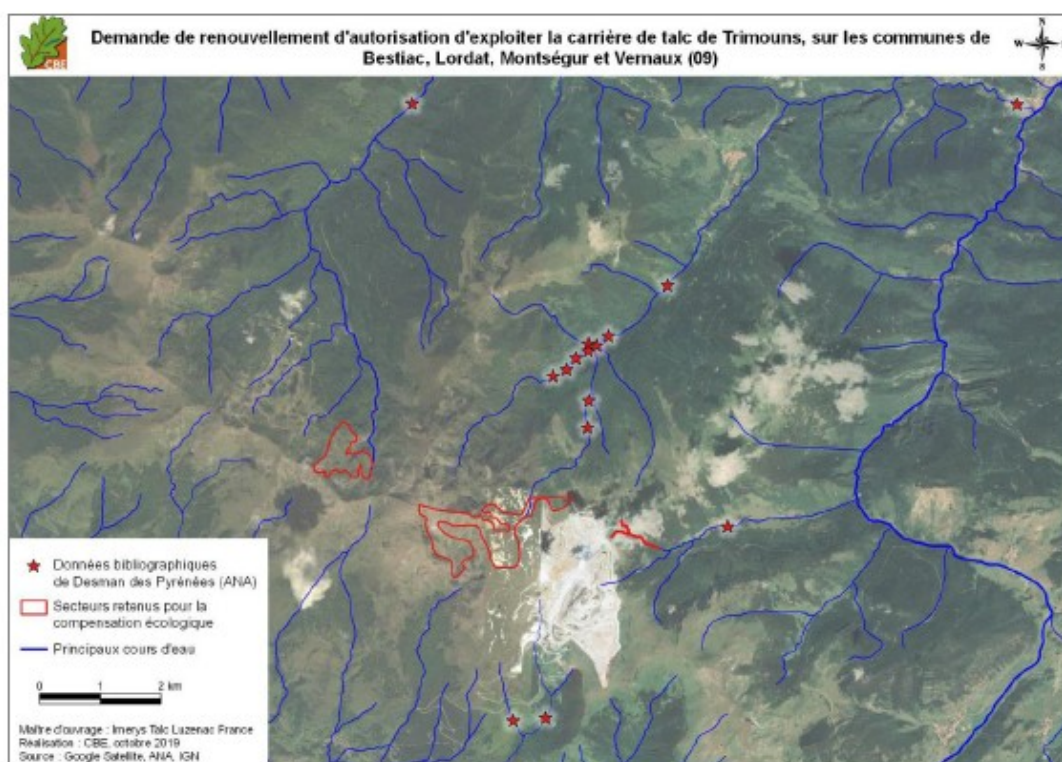 CBE
Demande de renouvellement d'autorisation d'exploiter la carrière de talc de Trimouns, sur les communes de
Bestiac, Lordat, Montségur et Vernaux (09)
N
W
S
Données bibliographiques
de Desman des Pyrénées (ANA)
Secteurs retenus pour la
compensation écologique
Principaux cours d'eau
0 1 2 km
Maître d'ouvrage : Imerys Talc Luzenac France
Réalisation : CBE, octobre 2019
Source : Google Satellite, ANA, IGN